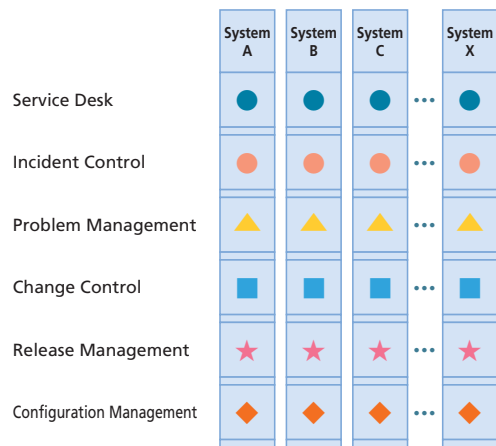 System A
System B
System C
System X
Service Desk
Incident Control
Problem Management
Change Control
Release Management
Configuration Management